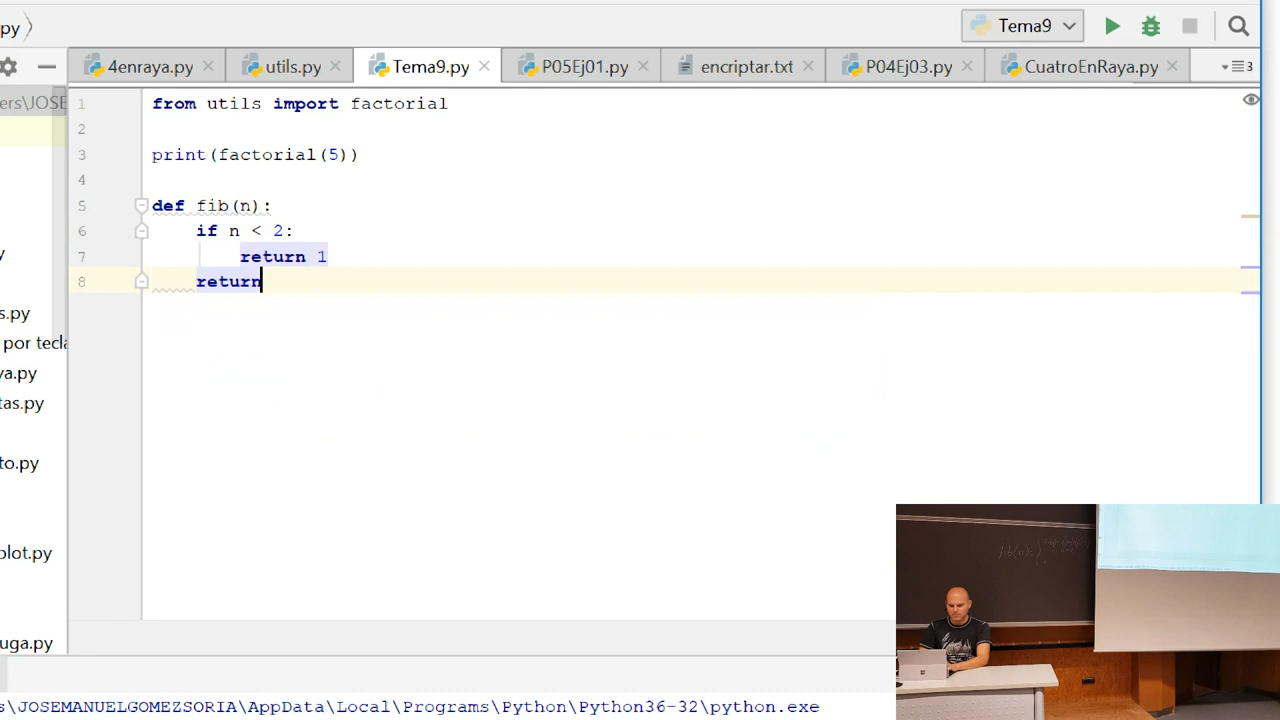 py
Tema9
4enraya.py
utils.py
Tema9.py
P05Ej01.py
encriptar.txt
P04Ej03.py
CuatroEnRaya.py
3
ers\JOSE
1 from utils import factorial
2
3 print(factorial(5))
4
5 def fib(n):
6 if n < 2:
7 return 1
8 return
y
s.py
por tecla
ya.py
tas.py
to.py
plot.py
uga.py
fib(n):
s\JOSEMANUELGOMEZSORIA\AppData\Local\Programs\Python\Python36-32\python.exe